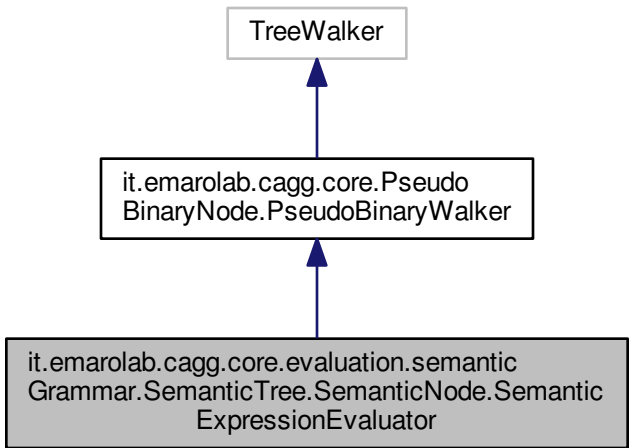 TreeWalker
it.emarolab.cagg.core.Pseudo
BinaryNode.PseudoBinaryWalker
it.emarolab.cagg.core.evaluation.semantic
Grammar.SemanticTree.SemanticNode.Semantic
ExpressionEvaluator